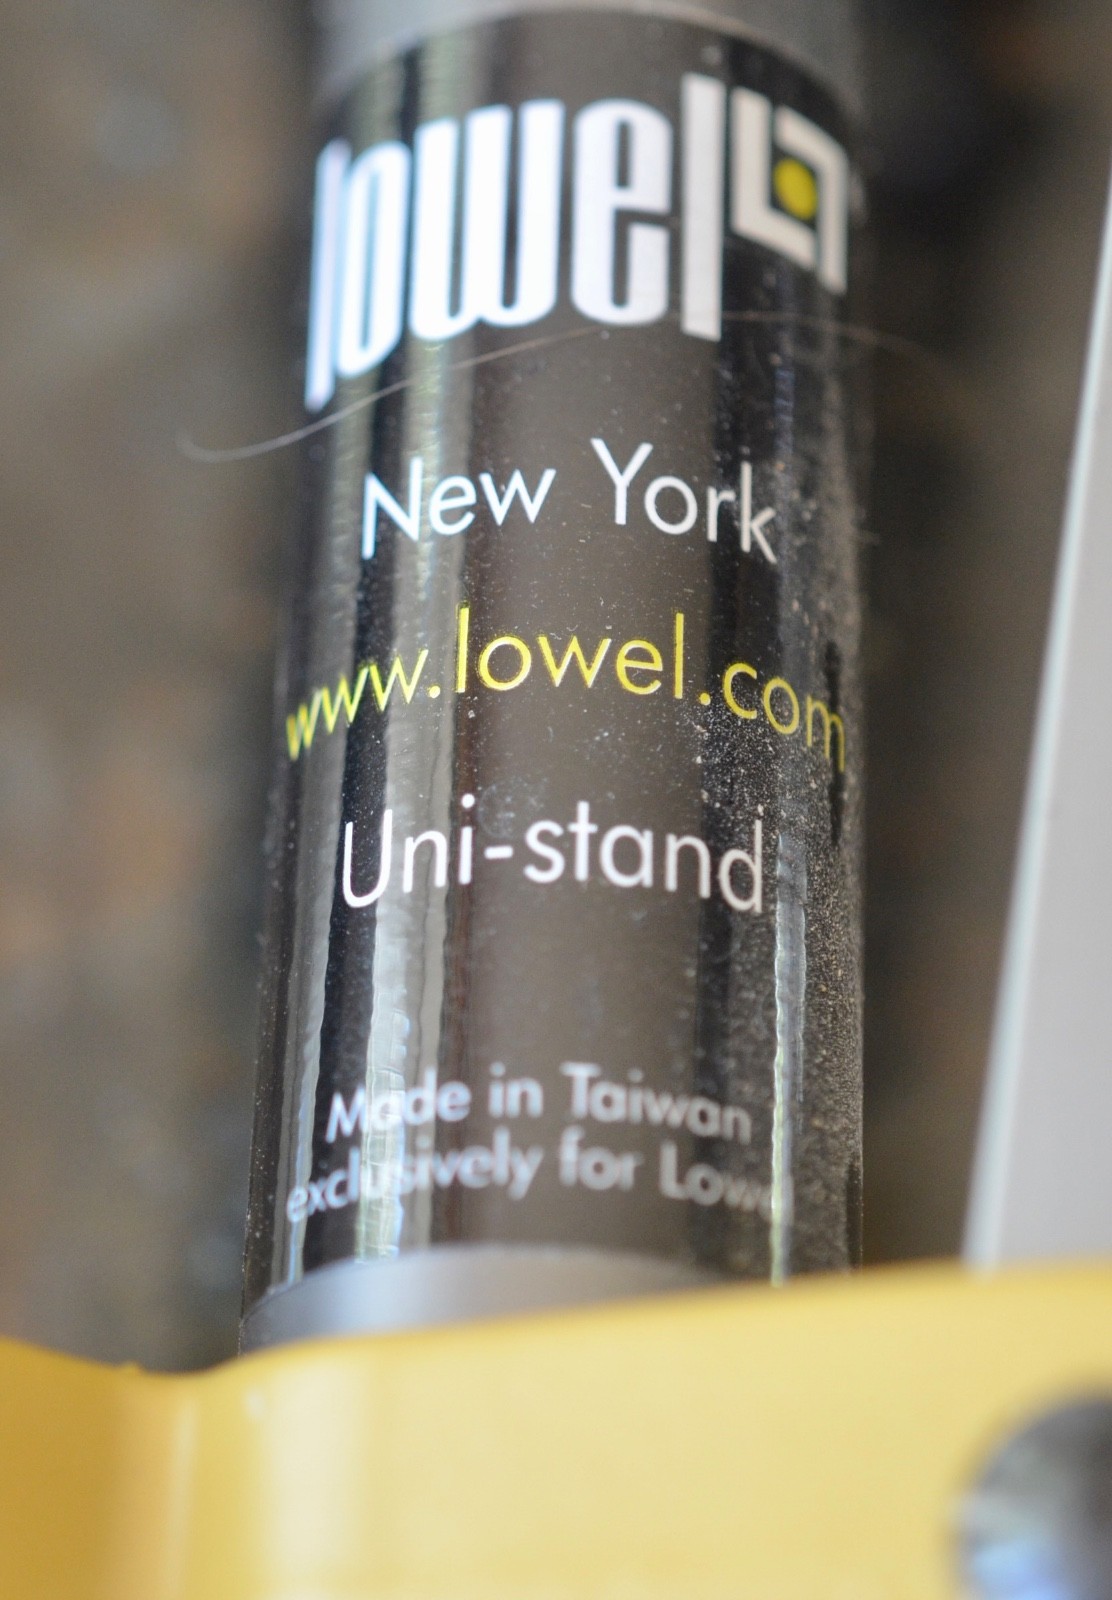 lowel
New York
www.lowel.com
Uni-stand
Made in Taiwan
exclusively for Lowel